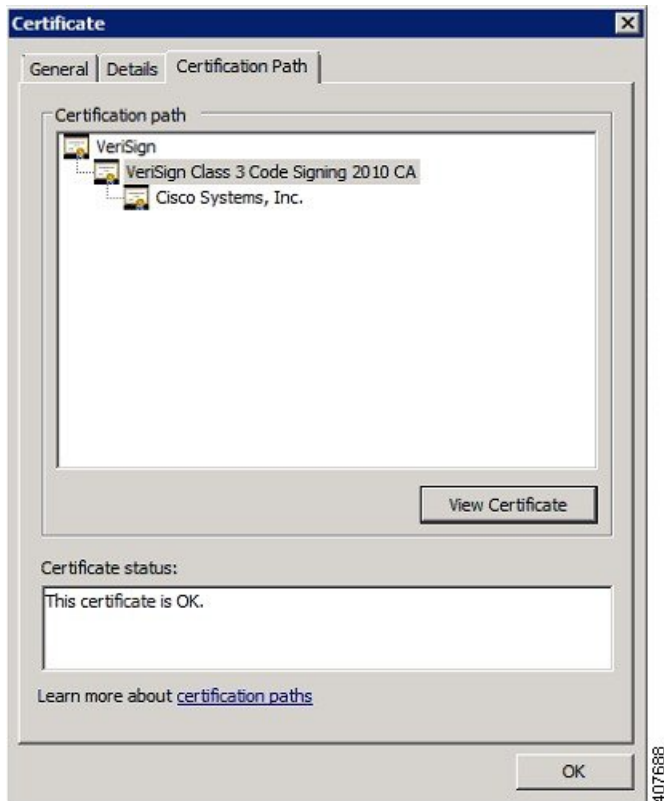 Certificate
General Details Certification Path
Certification path
VeriSign
VeriSign Class 3 Code Signing 2010 CA
Cisco Systems, Inc.
View Certificate
Certificate status:
This certificate is OK.
Learn more about certification paths
OK
407688